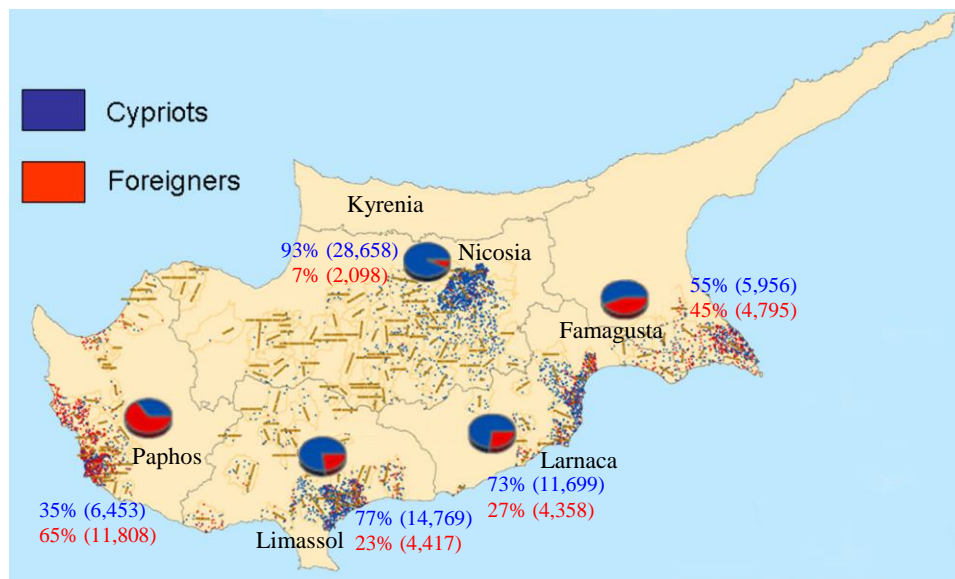 Cypriots
Foreigners
Kyrenia
93% (28,658)
7% (2,098)
Nicosia
55% (5,956)
45% (4,795)
Famagusta
Paphos
35% (6,453)
65% (11,808)
Larnaca
73% (11,699)
27% (4,358)
Limassol
77% (14,769)
23% (4,417)